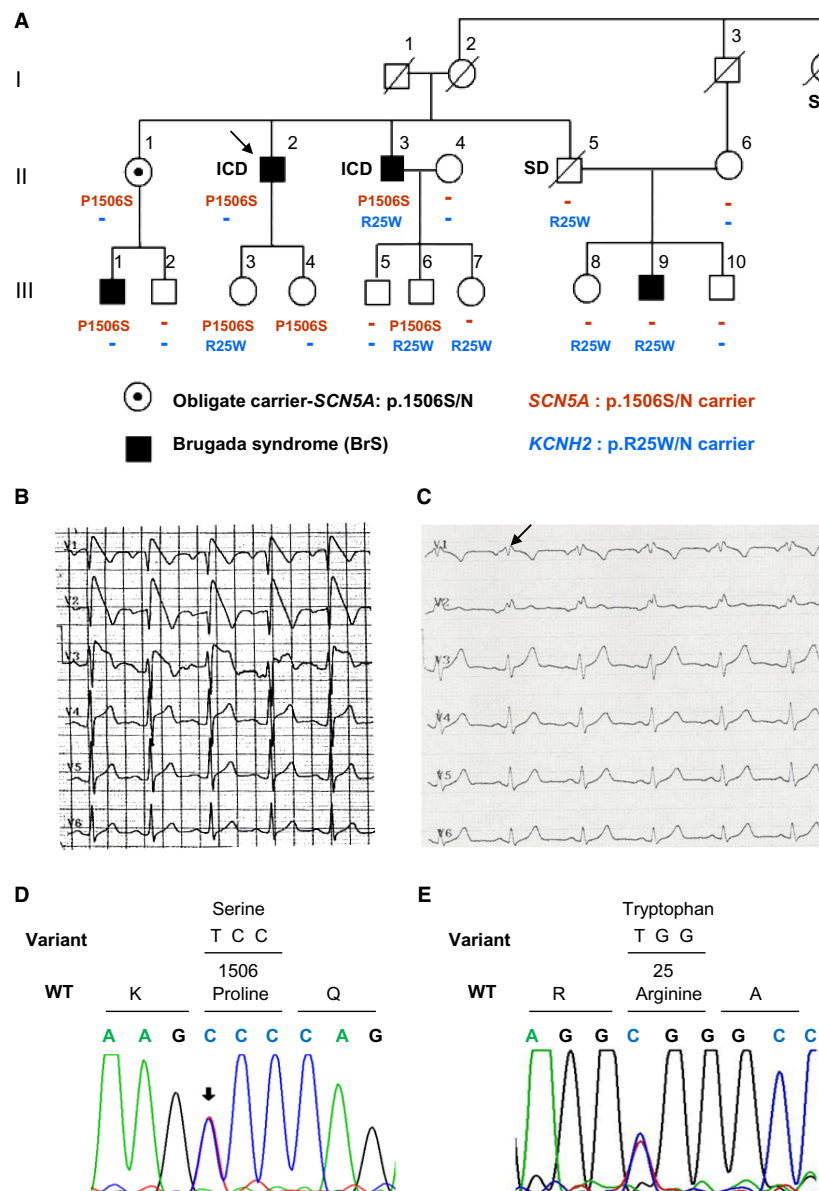 A
1
2
3
I
S
1
2
3
4
5
6
ICD
ICD
SD
II
P1506S
P1506S
P1506S
-
-
-
-
-
R25W
-
R25W
-
1
2
3
4
5
6
7
8
9
10
III
P1506S
-
P1506S
P1506S
-
P1506S
-
-
-
-
-
-
R25W
-
-
R25W
R25W
R25W
R25W
-
Obligate carrier-SCN5A: p.1506S/N
SCN5A : p.1506S/N carrier
Brugada syndrome (BrS)
KCNH2 : p.R25W/N carrier
B
V1
V2
V3
V4
V5
V6
C
V1
V2
V3
V4
V5
V6
D
Serine
Variant
T C C
1506
WT
K
Proline
Q
A A G C C C C A G
E
Tryptophan
Variant
T G G
25
WT
R
Arginine
A
A G G C G G G C C